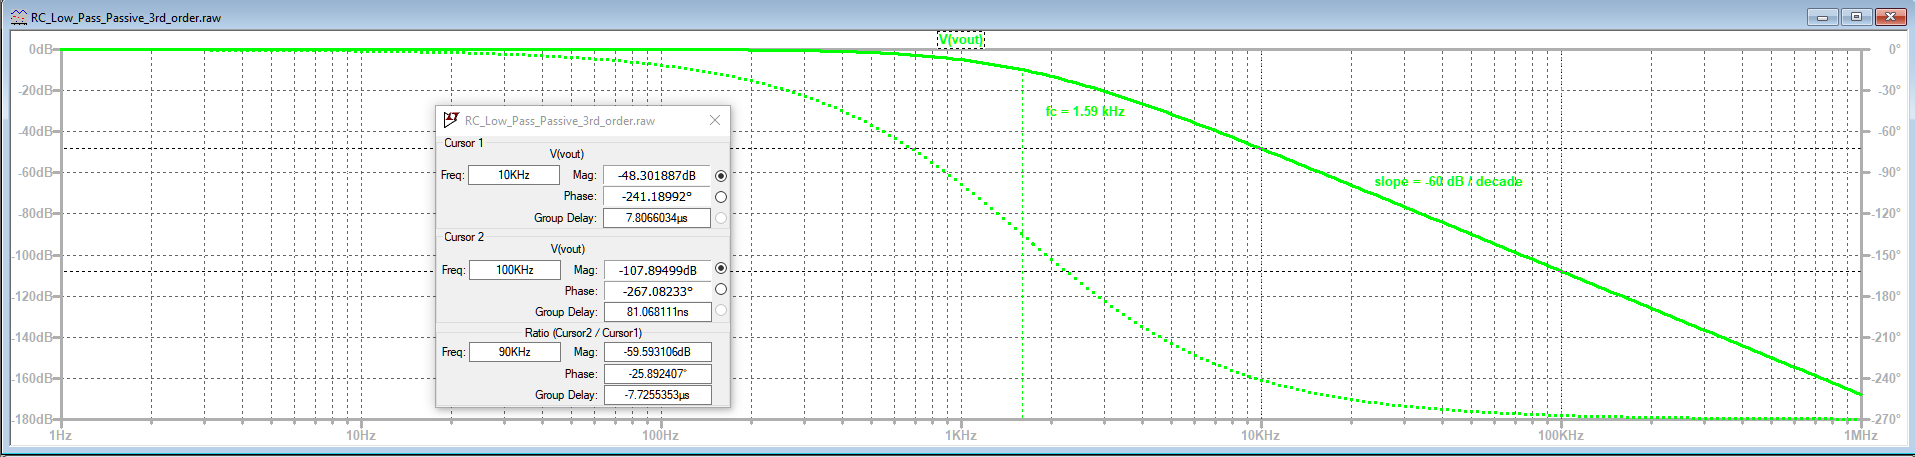 RC_Low_Pass_Passive_3rd_order.raw
V(vout)
0dB
-20dB
-40dB
-60dB
-80dB
-100dB
-120dB
-140dB
-160dB
-180dB
RC_Low_Pass_Passive_3rd_order.raw
Cursor 1
V(vout)
Freq: 10KHz Mag: -48.301887dB
Phase: -241.18992°
Group Delay: 7.8066034µs
Cursor 2
V(vout)
Freq: 100KHz Mag: -107.89499dB
Phase: -267.08233°
Group Delay: 81.068111ns
Ratio (Cursor2 / Cursor1)
Freq: 90KHz Mag: -59.593106dB
Phase: -25.892407°
Group Delay: -7.7255353µs
fc = 1.59 kHz
slope = -60 dB / decade
0°
-30°
-60°
-90°
-120°
-150°
-180°
-210°
-240°
-270°
1Hz 10Hz 100Hz 1KHz 10KHz 100KHz 1MHz